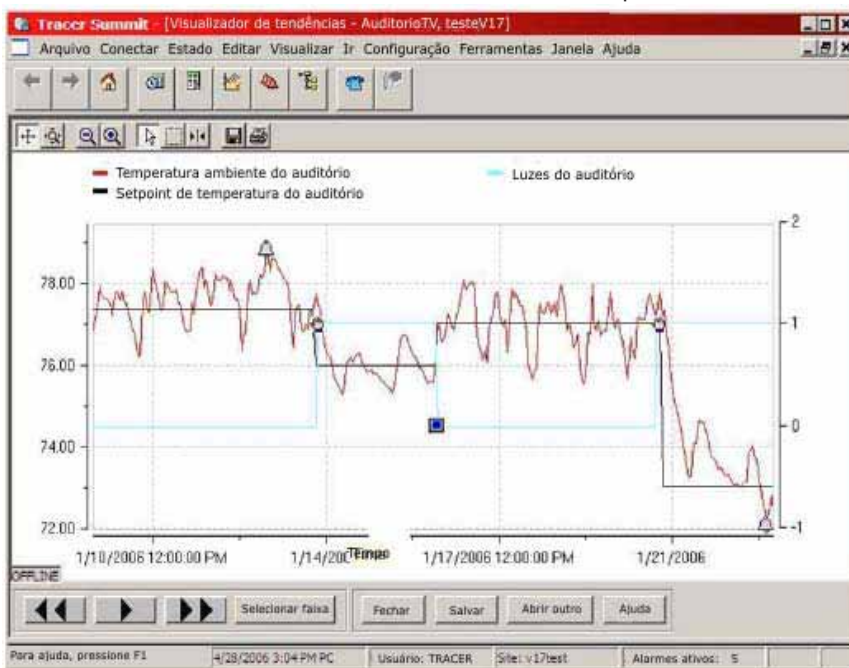 Tracer Summit - [Visualizador de tendências - AuditorioTV, testeV17]
Arquivo Conectar Estado Editar Visualizar Ir Configuração Ferramentas Janela Ajuda
Temperatura ambiente do auditório
Luzes do auditório
Setpoint de temperatura do auditório
2
78.00
1
76.00
0
74.00
72.00
-1
1/10/2006 12:00:00 PM
1/14/200
Tempo
1/17/2006 12:00:00 PM
1/21/2006
OFFLINE
Selecionar faixa
Fechar
Salvar
Abrir outro
Ajuda
Para ajuda, pressione F1
4/28/2006 3:04 PM PC
Usuário: TRACER
Site: v17test
Alarmes ativos: 5